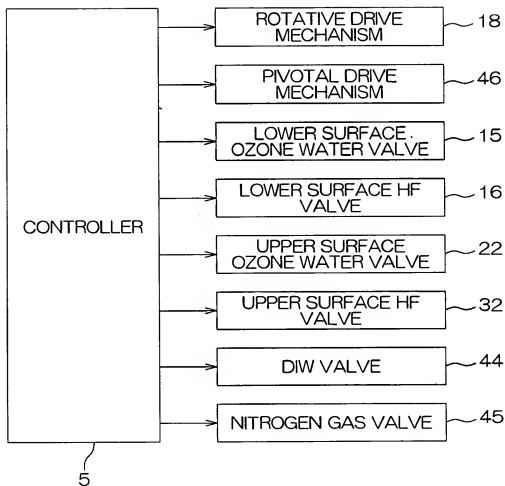 ROTATIVE DRIVE
MECHANISM
18
PIVOTAL DRIVE
MECHANISM
46
LOWER SURFACE
OZONE WATER VALVE
15
LOWER SURFACE HF
VALVE
16
CONTROLLER
UPPER SURFACE
OZONE WATER VALVE
22
UPPER SURFACE HF
VALVE
32
DIW VALVE
44
NITROGEN GAS VALVE
45
5